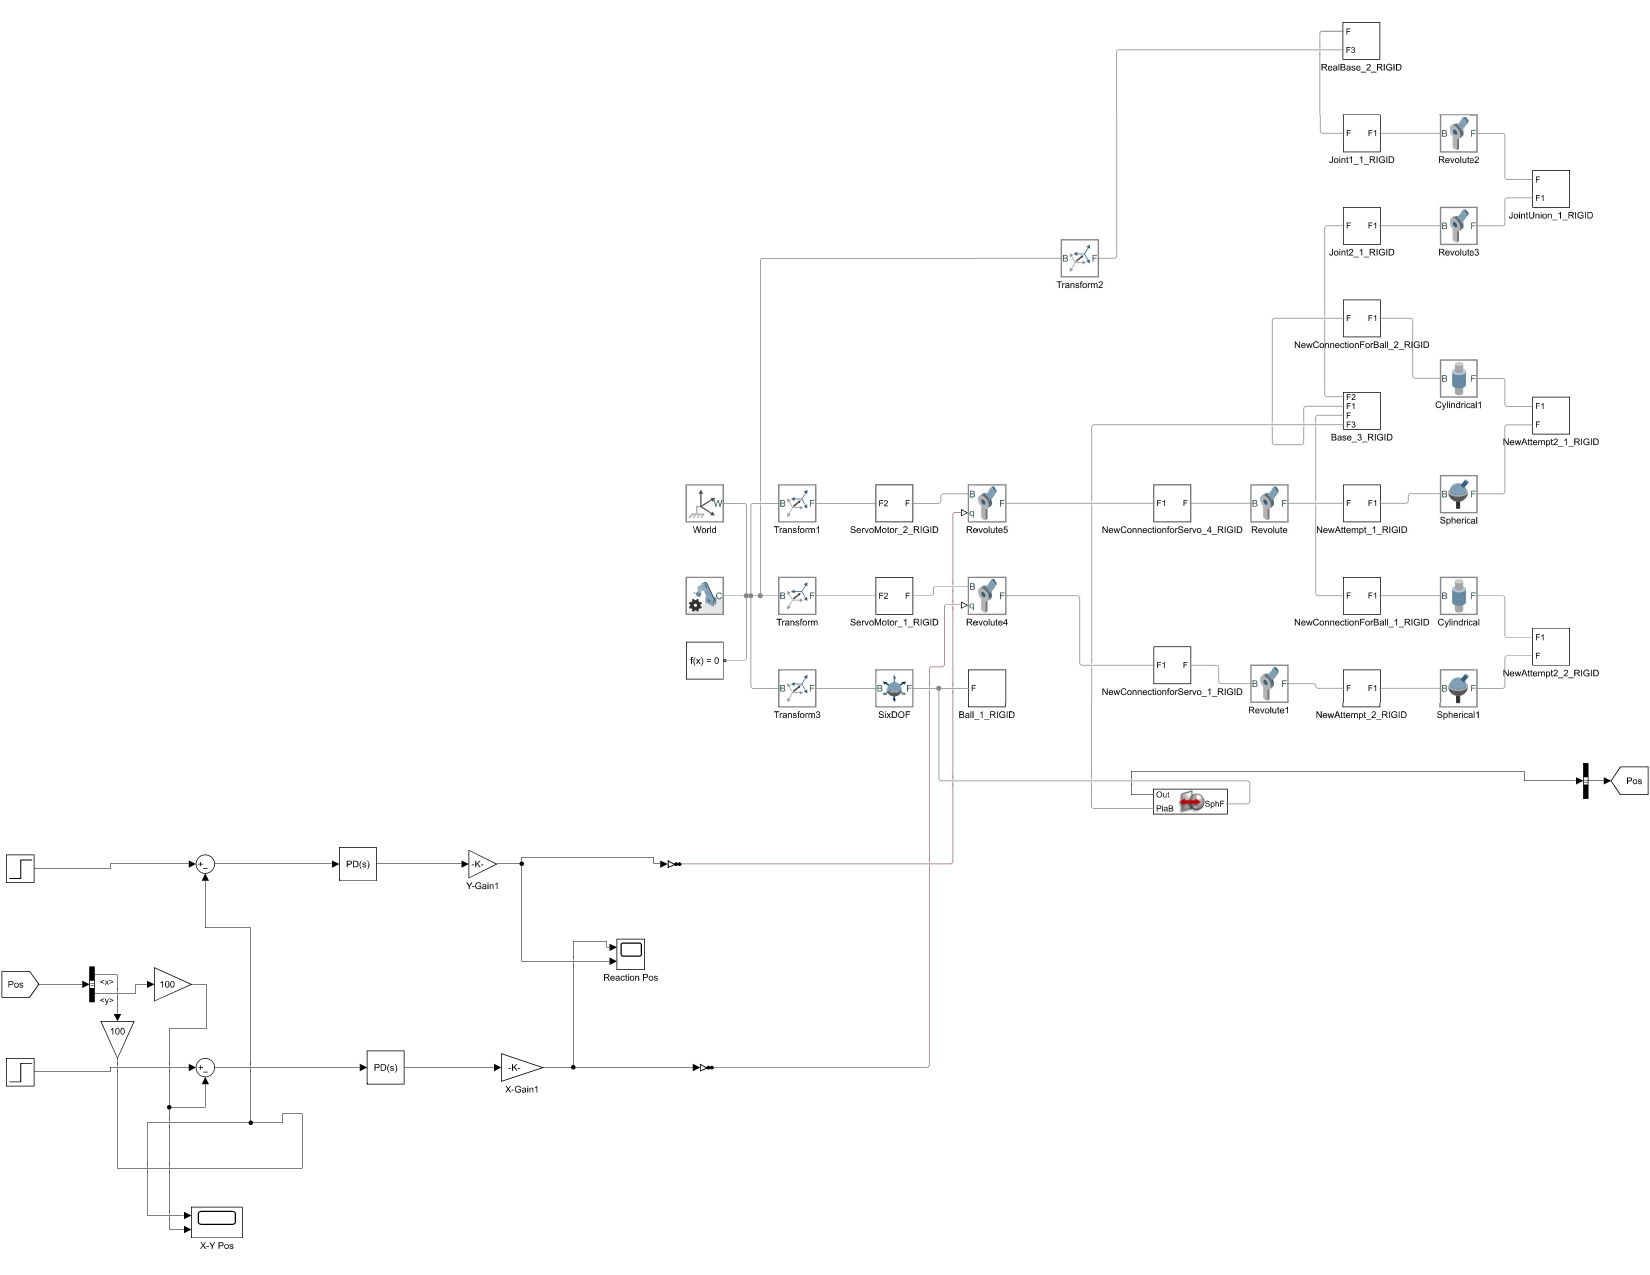 F
F3
RealBase_2_RIGID
F F1
Joint1_1_RIGID
B F
Revolute2
F
F1
JointUnion_1_RIGID
F F1
Joint2_1_RIGID
B F
Revolute3
B F
Transform2
F F1
NewConnectionForBall_2_RIGID
B F
Cylindrical1
F2
F1
F
F3
Base_3_RIGID
F1
F
NewAttempt2_1_RIGID
W
World
B F
Transform1
F2 F
ServoMotor_2_RIGID
B
F
q
Revolute5
F1 F
NewConnectionforServo_4_RIGID
B F
Revolute
F F1
NewAttempt_1_RIGID
B F
Spherical
C
B F
Transform
F2 F
ServoMotor_1_RIGID
B
F
q
Revolute4
F F1
NewConnectionForBall_1_RIGID
B F
Cylindrical
F1
F
NewAttempt2_2_RIGID
f(x) = 0
B F
Transform3
B F
SixDOF
F
Ball_1_RIGID
F1 F
NewConnectionforServo_1_RIGID
B F
Revolute1
F F1
NewAttempt_2_RIGID
B F
Spherical1
Out
PlaB
SphF
Pos
PD(s)
-K-
Y-Gain1
Reaction Pos
Pos
<x>
<y>
100
100
PD(s)
-K-
X-Gain1
X-Y Pos